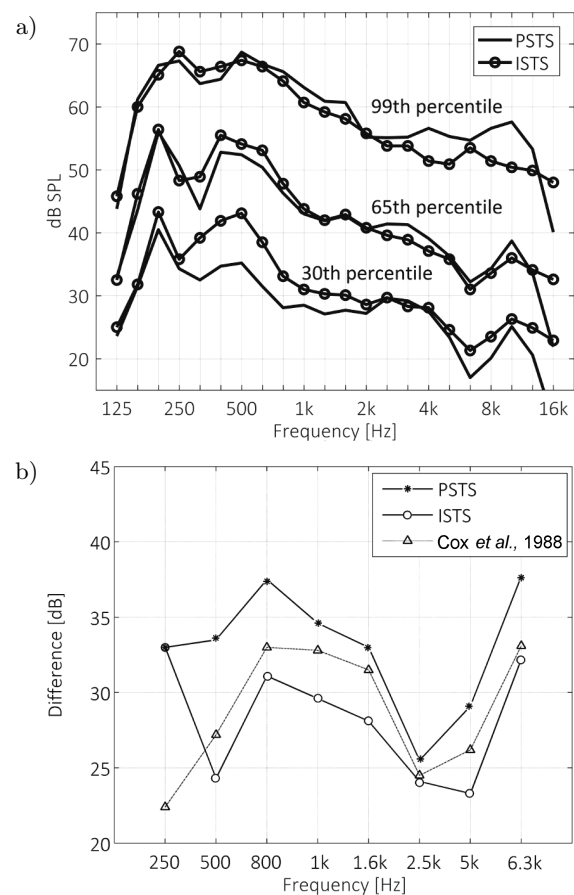 a)
70
60
50
40
30
20
dB SPL
PSTS
ISTS
99th percentile
65th percentile
30th percentile
125 250 500 1k 2k 4k 8k 16k
Frequency [Hz]
b)
45
40
35
30
25
20
Difference [dB]
PSTS
ISTS
Cox et al., 1988
250 500 800 1k 1.6k 2.5k 5k 6.3k
Frequency [Hz]